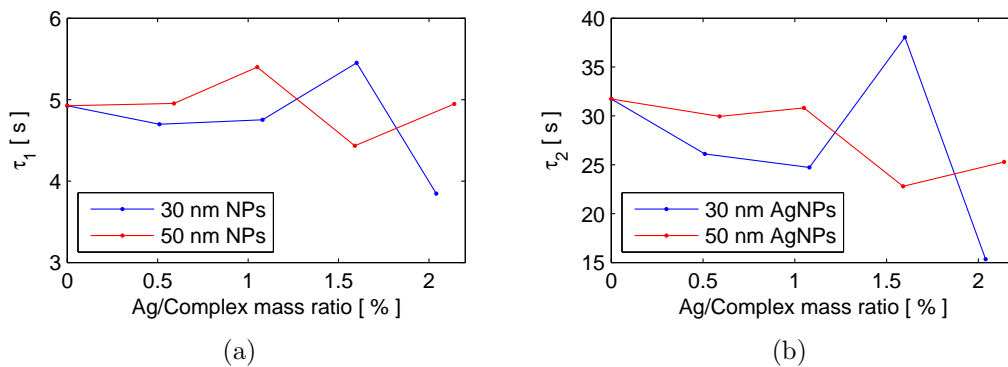 6
5
4
3
τ1 [ s ]
0 0.5 1 1.5 2
Ag/Complex mass ratio [ % ]
30 nm NPs
50 nm NPs
(a)
40
35
30
25
20
15
τ2 [ s ]
0 0.5 1 1.5 2
Ag/Complex mass ratio [ % ]
30 nm AgNPs
50 nm AgNPs
(b)